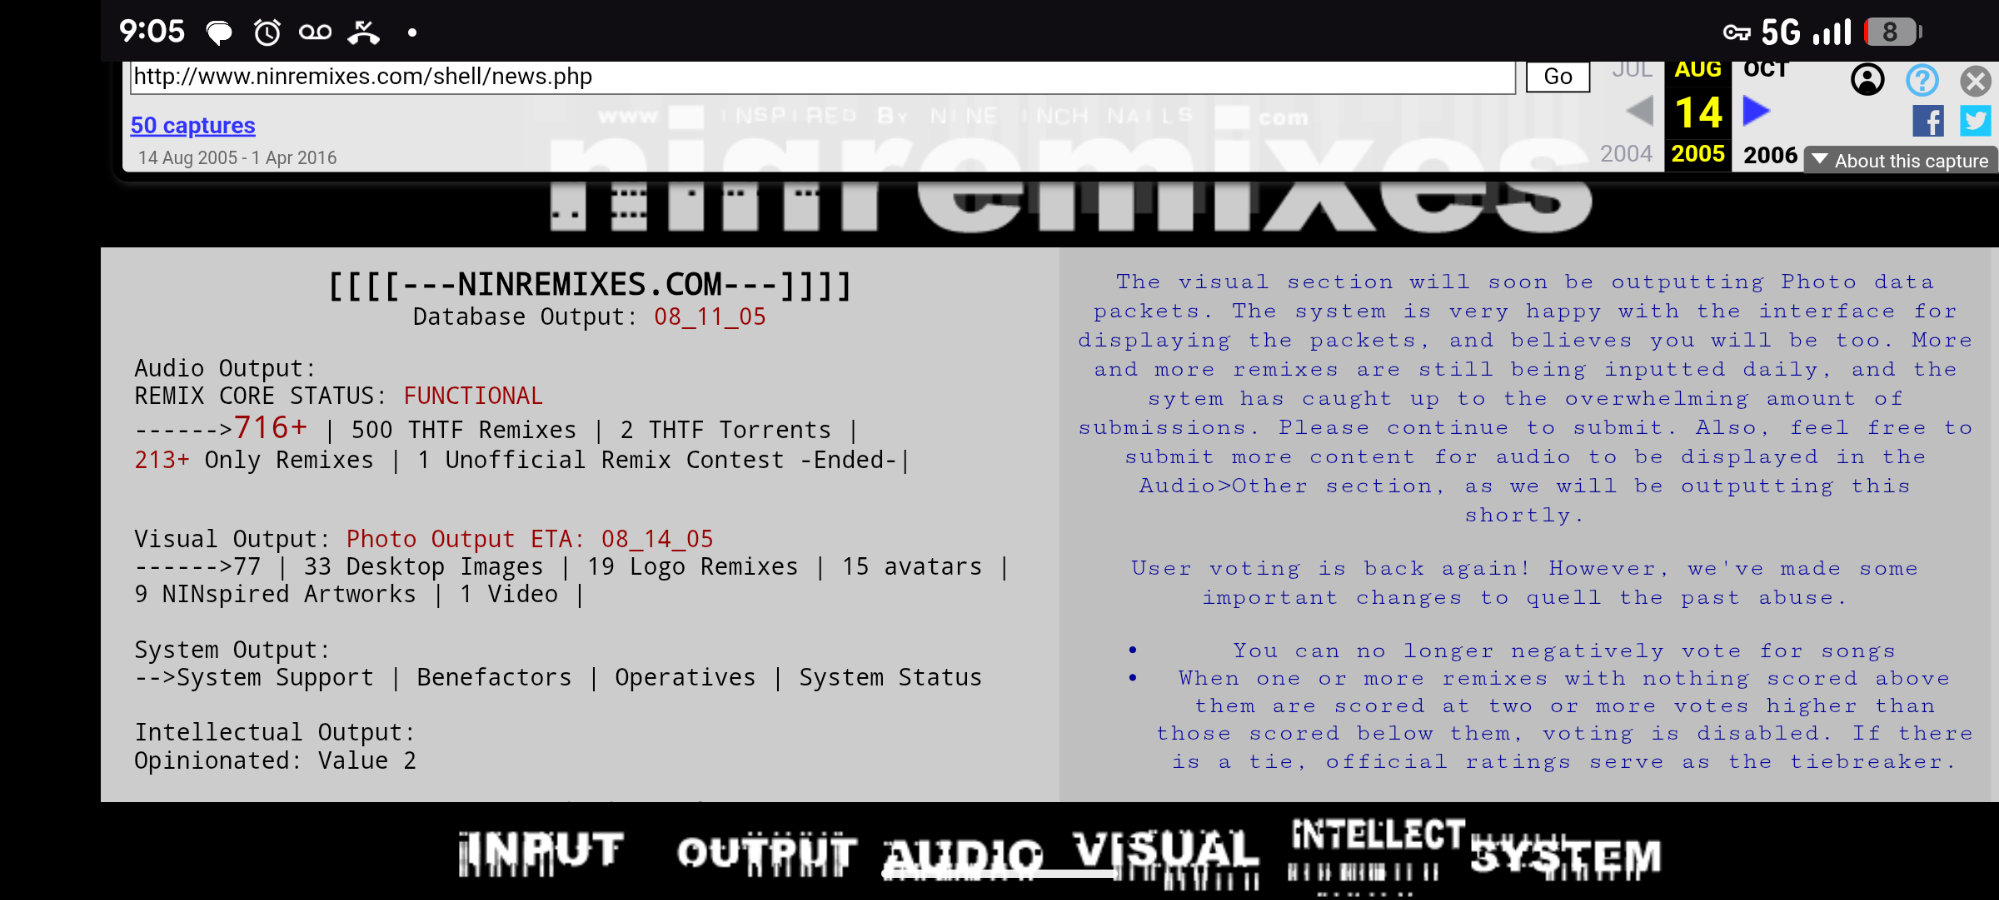 9:05
5G
8
http://www.ninremixes.com/shell/news.php
Go
JUL
AUG
OCT
50 captures
14
14 Aug 2005 - 1 Apr 2016
2004
2005
2006
About this capture
www INSPIRED BY NINE INCH NAILS com
ninremixes
[[[[---NINREMIXES.COM---]]]]
Database Output: 08_11_05
Audio Output:
REMIX CORE STATUS: FUNCTIONAL
------>716+ | 500 THTF Remixes | 2 THTF Torrents |
213+ Only Remixes | 1 Unofficial Remix Contest -Ended-|
Visual Output: Photo Output ETA: 08_14_05
------>77 | 33 Desktop Images | 19 Logo Remixes | 15 avatars |
9 NINspired Artworks | 1 Video |
System Output:
-->System Support | Benefactors | Operatives | System Status
Intellectual Output:
Opinionated: Value 2
The visual section will soon be outputting Photo data
packets. The system is very happy with the interface for
displaying the packets, and believes you will be too. More
and more remixes are still being inputted daily, and the
sytem has caught up to the overwhelming amount of
submissions. Please continue to submit. Also, feel free to
submit more content for audio to be displayed in the
Audio>Other section, as we will be outputting this
shortly.
User voting is back again! However, we've made some
important changes to quell the past abuse.
• You can no longer negatively vote for songs
• When one or more remixes with nothing scored above
them are scored at two or more votes higher than
those scored below them, voting is disabled. If there
is a tie, official ratings serve as the tiebreaker.
INPUT
OUTPUT
AUDIO
VISUAL
INTELLECT
SYSTEM